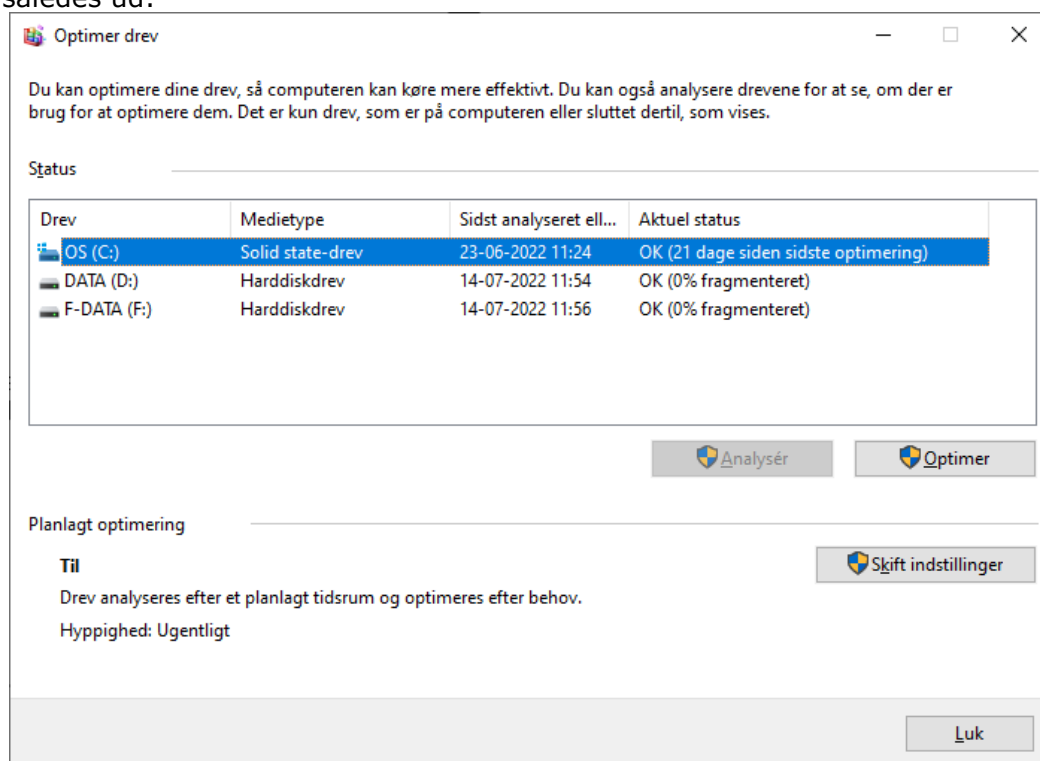 således ud:
Optimer drev
Du kan optimere dine drev, så computeren kan køre mere effektivt. Du kan også analysere drevene for at se, om der er
brug for at optimere dem. Det er kun drev, som er på computeren eller sluttet dertil, som vises.
Status
Drev Medietype Sidst analyseret ell... Aktuel status
OS (C:) Solid state-drev 23-06-2022 11:24 OK (21 dage siden sidste optimering)
DATA (D:) Harddiskdrev 14-07-2022 11:54 OK (0% fragmenteret)
F-DATA (F:) Harddiskdrev 14-07-2022 11:56 OK (0% fragmenteret)
Analysér Optimer
Planlagt optimering
Til Skift indstillinger
Drev analyseres efter et planlagt tidsrum og optimeres efter behov.
Hyppighed: Ugentligt
Luk